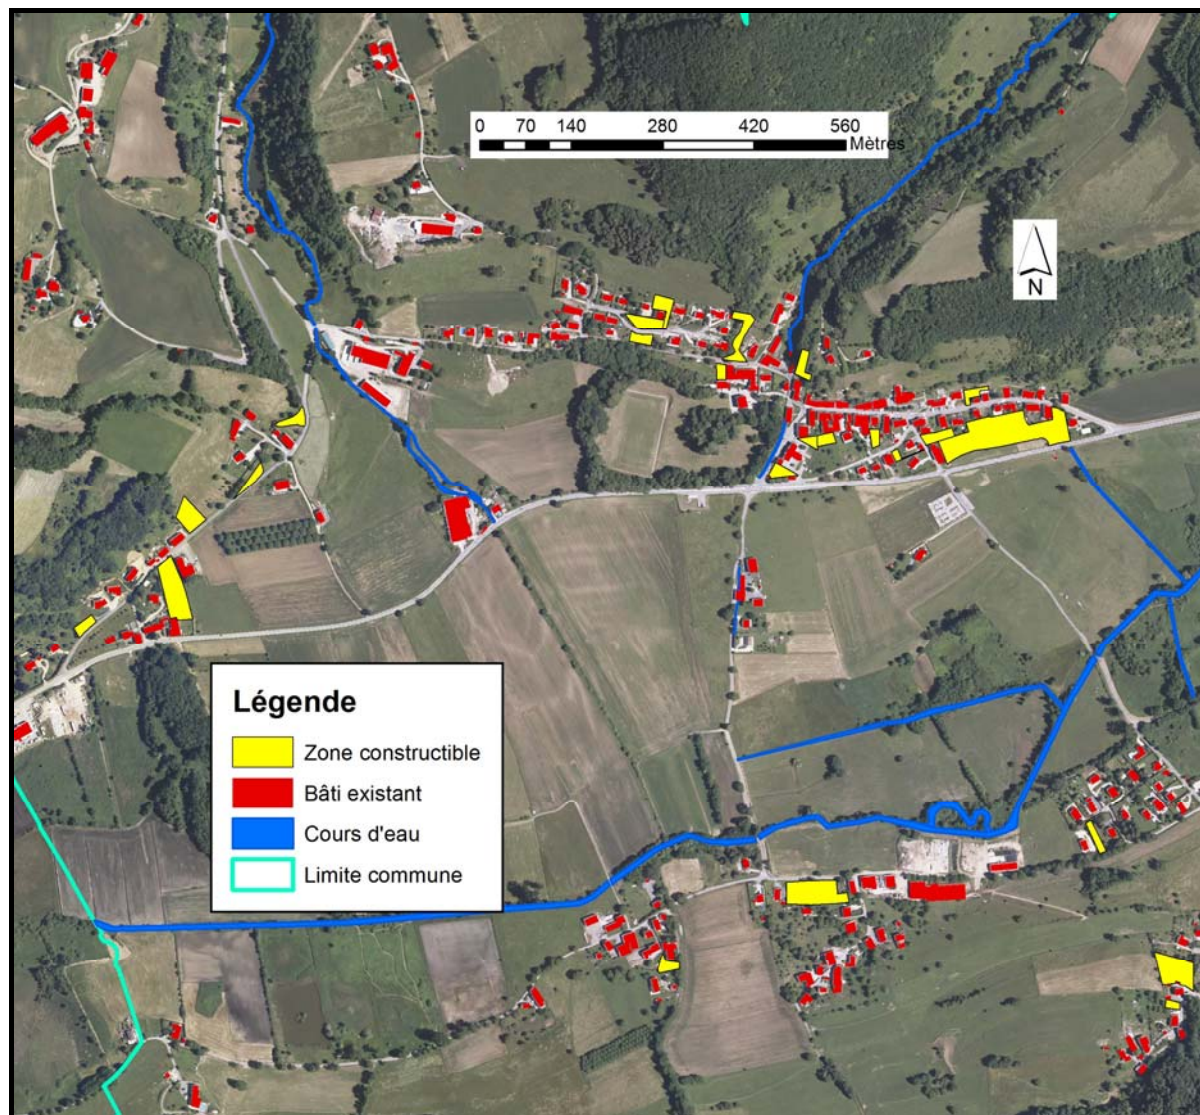 0 70 140 280 420 560
Mètres
N
Légende
Zone constructible
Bâti existant
Cours d'eau
Limite commune